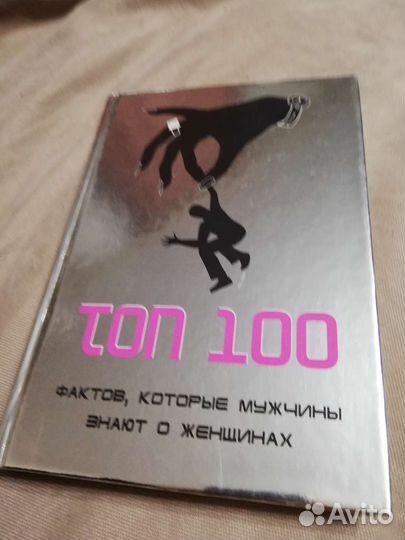 ТОП 100
ФАКТОВ, КОТОРЫЕ МУЖЧИНЫ
ЗНАЮТ О ЖЕНЩИНАХ
Avito